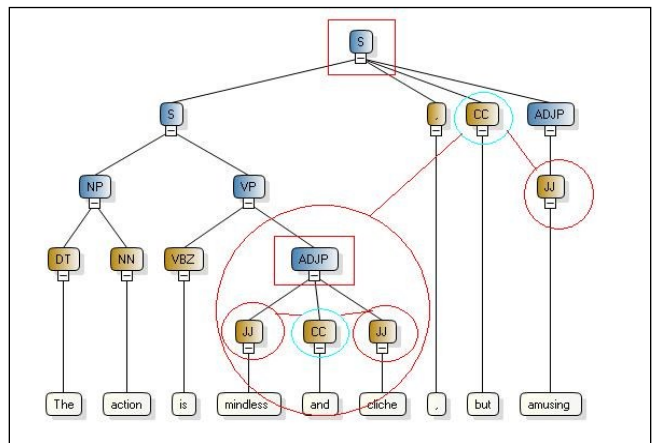 S
S , CC ADJP
NP VP JJ
DT NN VBZ ADJP
JJ CC JJ
The action is mindless and cliche , but amusing